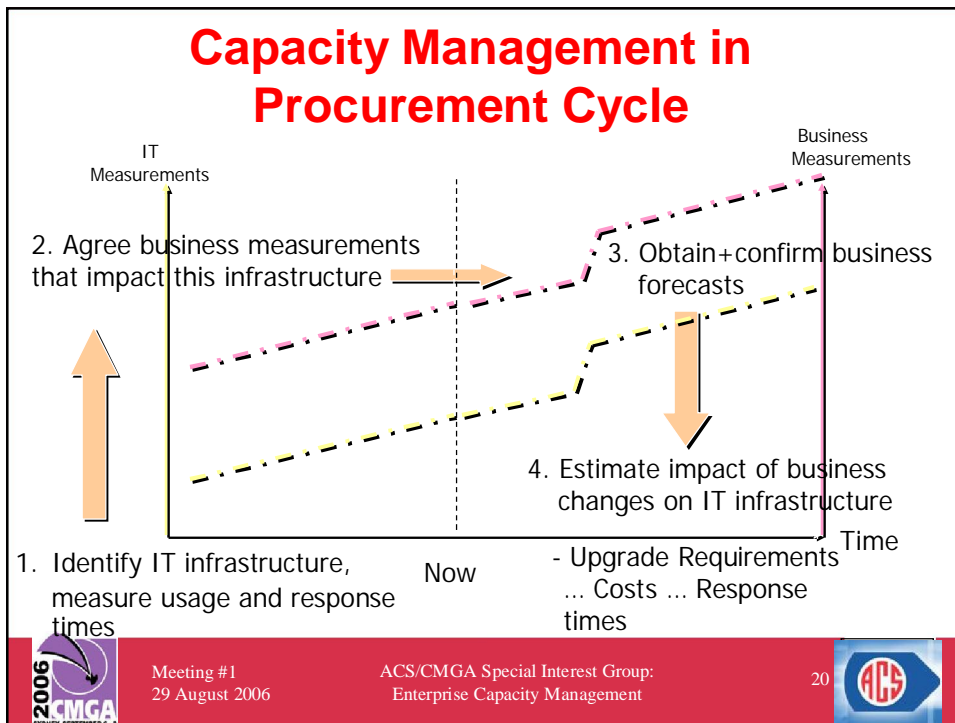 Capacity Management in
Procurement Cycle
IT
Measurements
Business
Measurements
2. Agree business measurements
that impact this infrastructure
3. Obtain+confirm business
forecasts
4. Estimate impact of business
changes on IT infrastructure
Time
1. Identify IT infrastructure,
measure usage and response
times
Now
- Upgrade Requirements
... Costs ... Response
times
2006
CMGA
Meeting #1
29 August 2006
ACS/CMGA Special Interest Group:
Enterprise Capacity Management
20
ACS